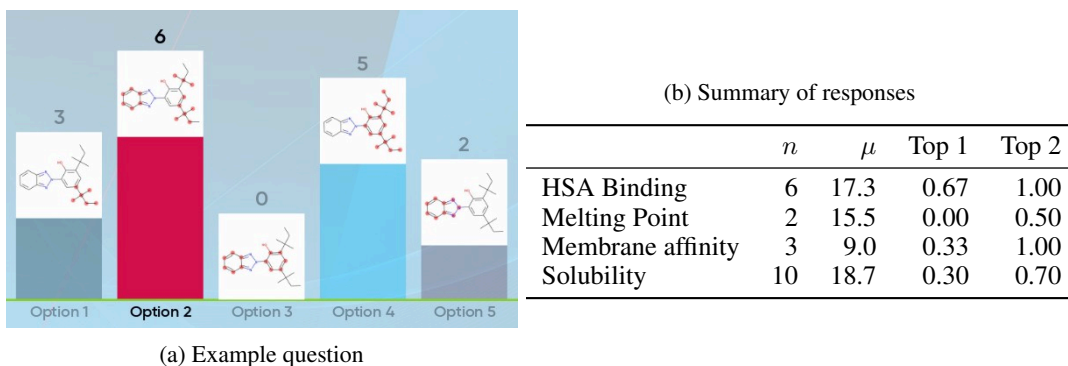 6
5
3
2
0
Option 1 Option 2 Option 3 Option 4 Option 5
(a) Example question
(b) Summary of responses
n μ Top 1 Top 2
HSA Binding 6 17.3 0.67 1.00
Melting Point 2 15.5 0.00 0.50
Membrane affinity 3 9.0 0.33 1.00
Solubility 10 18.7 0.30 0.70